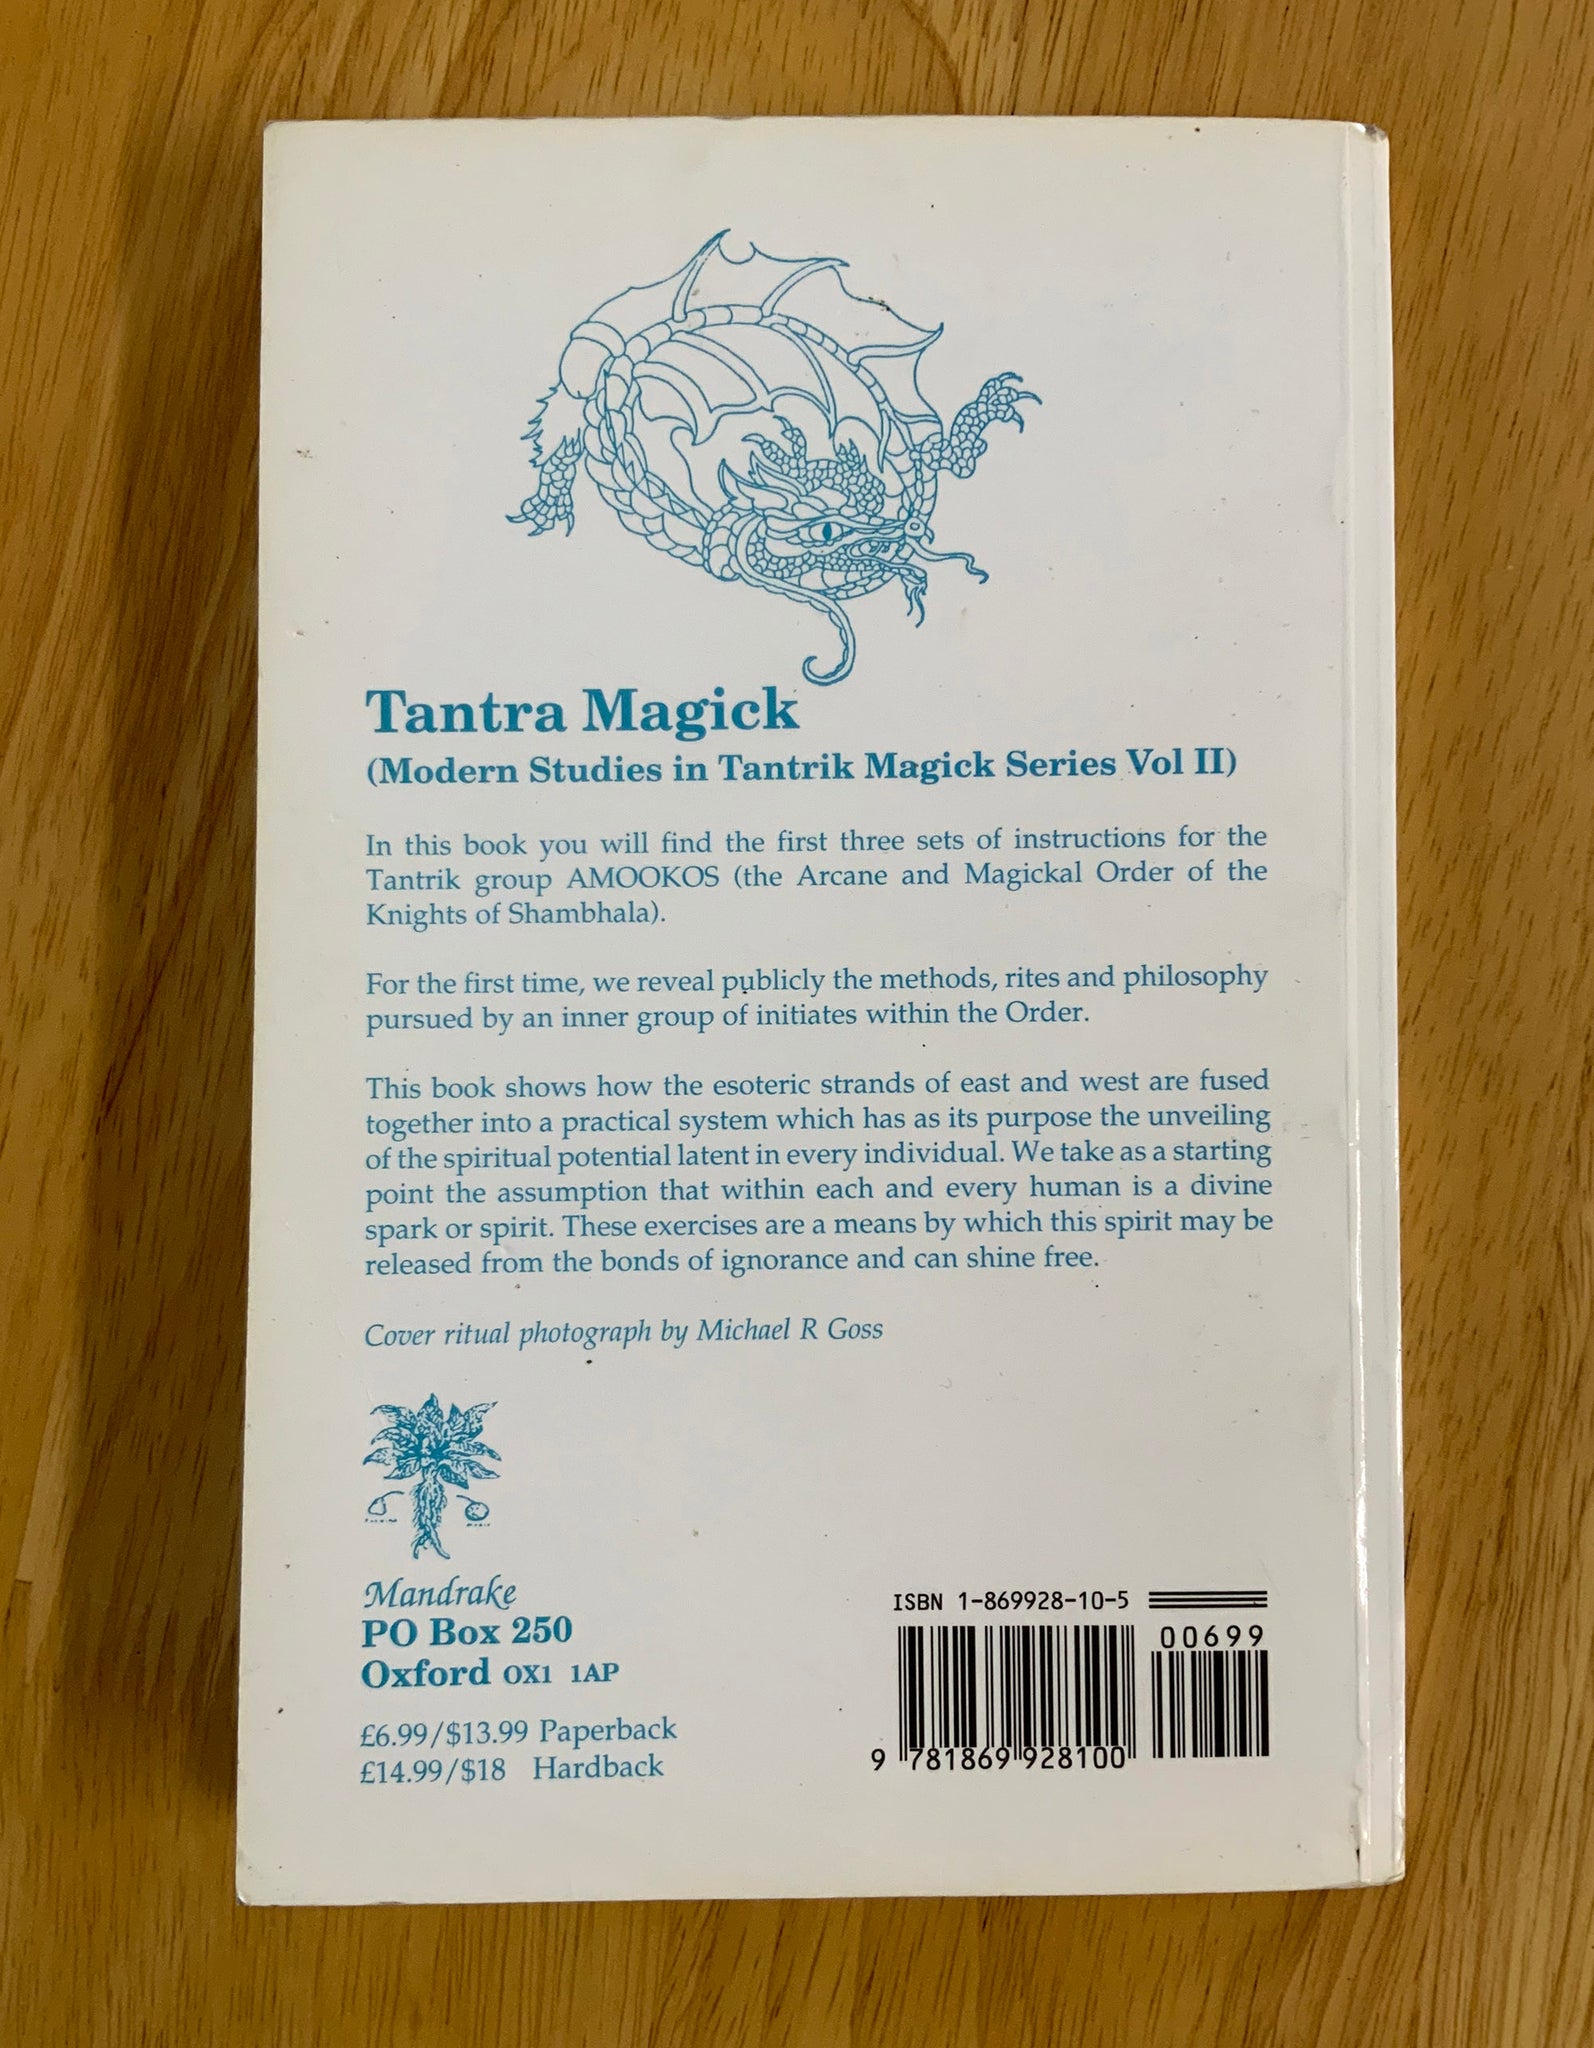 Tantra Magick
(Modern Studies in Tantrik Magick Series Vol II)
In this book you will find the first three sets of instructions for the
Tantrik group AMOOKOS (the Arcane and Magickal Order of the
Knights of Shambhala).
For the first time, we reveal publicly the methods, rites and philosophy
pursued by an inner group of initiates within the Order.
This book shows how the esoteric strands of east and west are fused
together into a practical system which has as its purpose the unveiling
of the spiritual potential latent in every individual. We take as a starting
point the assumption that within each and every human is a divine
spark or spirit. These exercises are a means by which this spirit may be
released from the bonds of ignorance and can shine free.
Cover ritual photograph by Michael R Goss
Mandrake
PO Box 250
Oxford OX1 1AP
£6.99/$13.99 Paperback
£14.99/$18 Hardback
ISBN 1-869928-10-5
00699
9 781869 928100